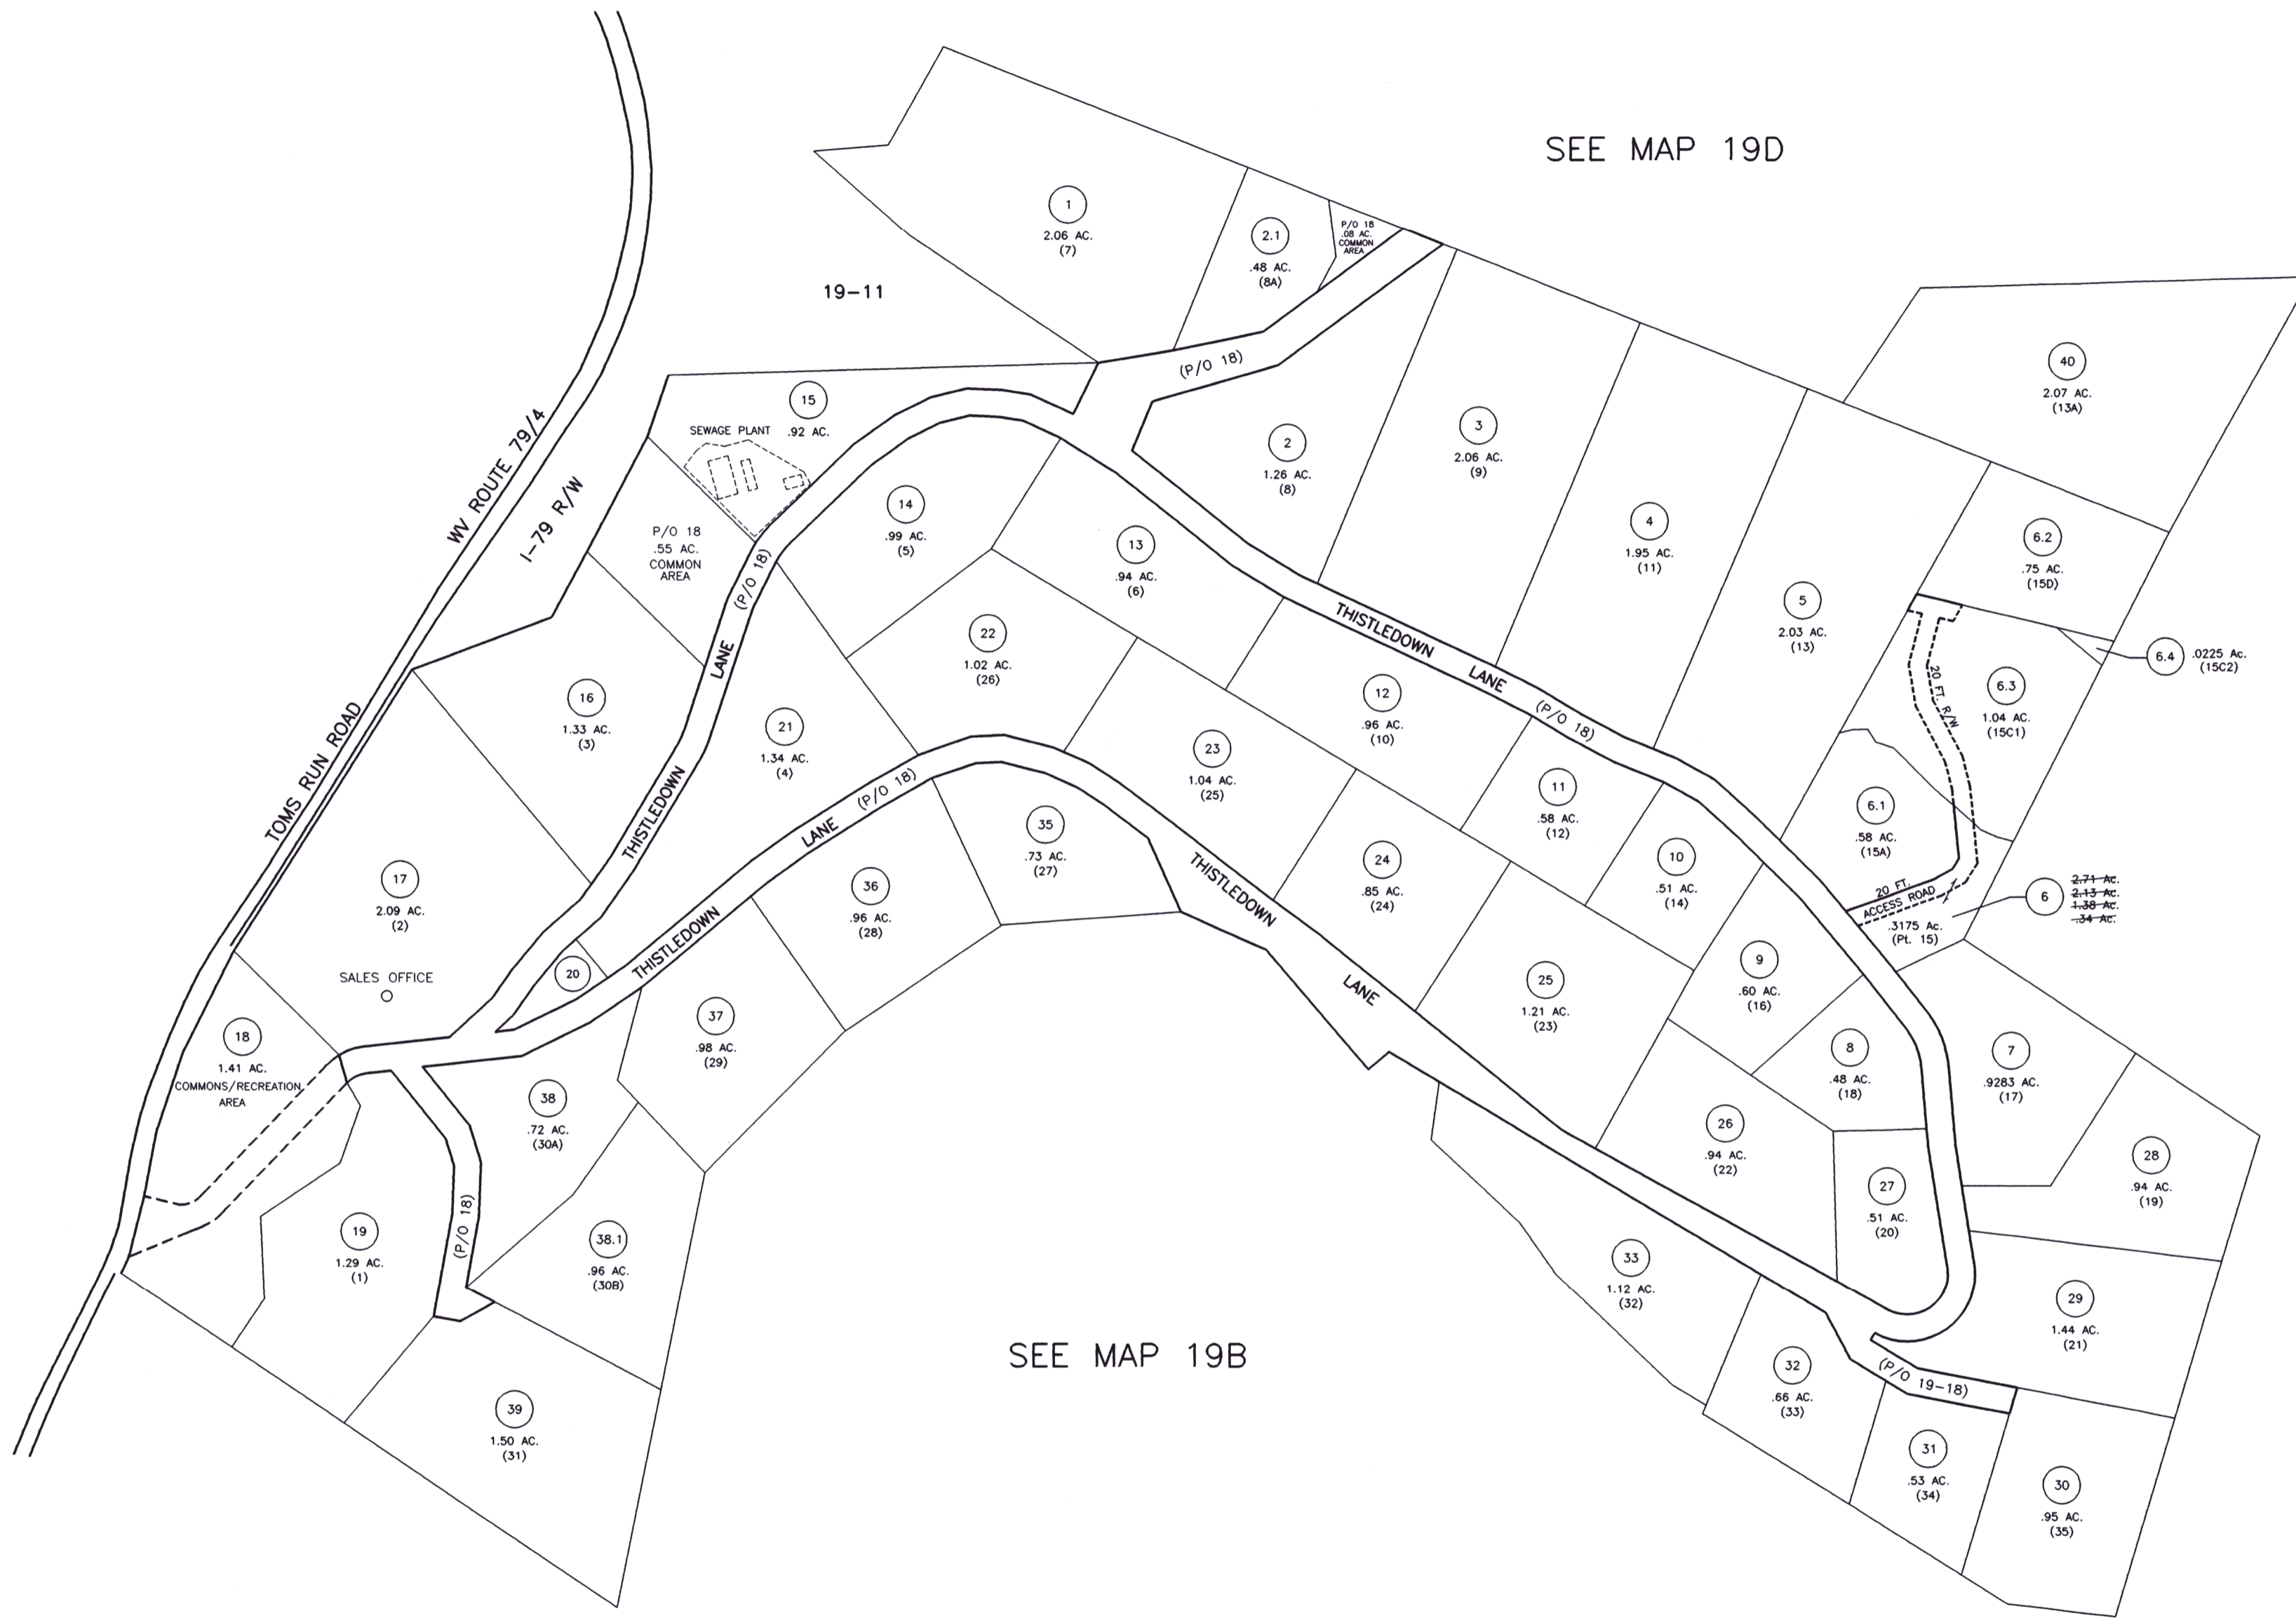 SEE MAP 19D
1
2.06 AC.
(7)
2.1
.48 AC.
(8A)
P/O 18
.08 AC.
COMMON
AREA
19-11
(P/O 18)
40
2.07 AC.
(13A)
15
.92 AC.
SEWAGE PLANT
WV ROUTE 79/4
I-79 R/W
TOMS RUN ROAD
P/O 18
.55 AC.
COMMON
AREA
(P/O 18)
LANE
THISTLEDOWN
14
.99 AC.
(5)
13
.94 AC.
(6)
2
1.26 AC.
(8)
3
2.06 AC.
(9)
4
1.95 AC.
(11)
5
2.03 AC.
(13)
6.2
.75 AC.
(15D)
6.4
.0225 Ac.
(15C2)
6.3
1.04 AC.
(15C1)
20 FT. R/W
6.1
.58 AC.
(15A)
20 FT.
ACCESS ROAD
.3175 Ac.
(Pt. 15)
6
2.71 Ac.
2.13 Ac.
1.38 Ac.
.34 Ac.
THISTLEDOWN LANE (P/O 18)
16
1.33 AC.
(3)
21
1.34 AC.
(4)
22
1.02 AC.
(26)
23
1.04 AC.
(25)
12
.96 AC.
(10)
11
.58 AC.
(12)
10
.51 AC.
(14)
24
.85 AC.
(24)
25
1.21 AC.
(23)
9
.60 AC.
(16)
8
.48 AC.
(18)
7
.9283 AC.
(17)
17
2.09 AC.
(2)
SALES OFFICE
18
1.41 AC.
COMMONS/RECREATION
AREA
20
THISTLEDOWN LANE (P/O 18)
THISTLEDOWN LANE
35
.73 AC.
(27)
36
.96 AC.
(28)
37
.98 AC.
(29)
38
.72 AC.
(30A)
38.1
.96 AC.
(30B)
(P/O 18)
19
1.29 AC.
(1)
39
1.50 AC.
(31)
26
.94 AC.
(22)
27
.51 AC.
(20)
28
.94 AC.
(19)
29
1.44 AC.
(21)
33
1.12 AC.
(32)
32
.66 AC.
(33)
(P/O 19-18)
31
.53 AC.
(34)
30
.95 AC.
(35)
SEE MAP 19B